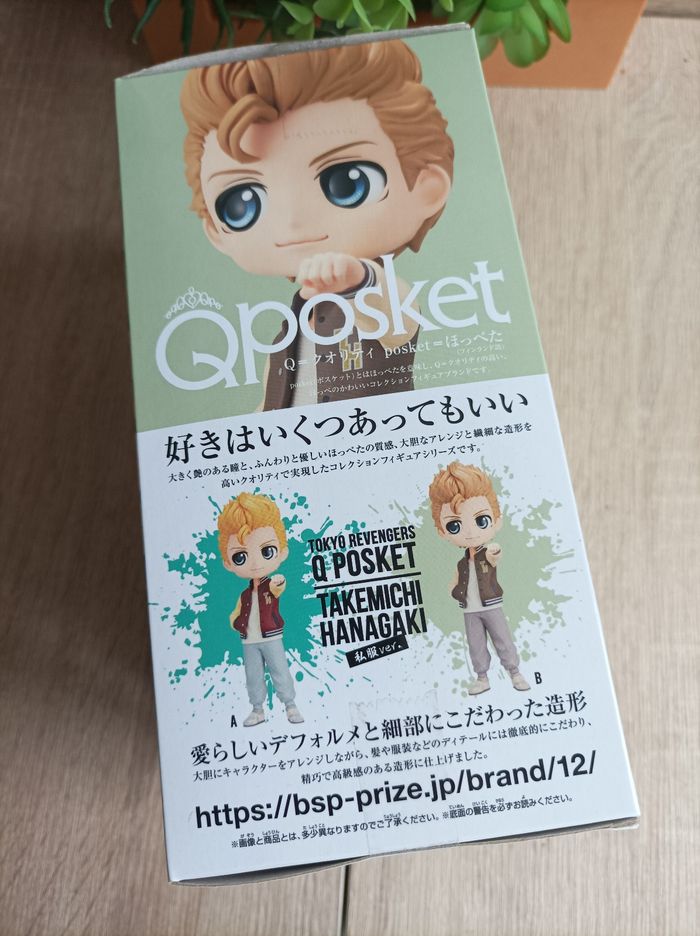 Qposket
Q=クオリティ posket=ほっぺた
(フィンランド語)
posket(ポスケット)とはほっぺたを意味し、Q=クオリティの高い、
ほっぺのかわいいコレクションフィギュアブランドです。
好きはいくつあってもいい
大きく艶のある瞳と、ふんわりと優しいほっぺたの質感、大胆なアレンジと繊細な造形を
高いクオリティで実現したコレクションフィギュアシリーズです。
TOKYO REVENGERS
Q POSKET
TAKEMICHI
HANAGAKI
私服ver.
A
B
愛らしいデフォルメと細部にこだわった造形
大胆にキャラクターをアレンジしながら、髪や服装などのディテールには徹底的にこだわり、
精巧で高級感のある造形に仕上げました。
https://bsp-prize.jp/brand/12/
※画像と商品とは、多少異なりますのでご了承ください。※底面の警告を必ずお読みください。